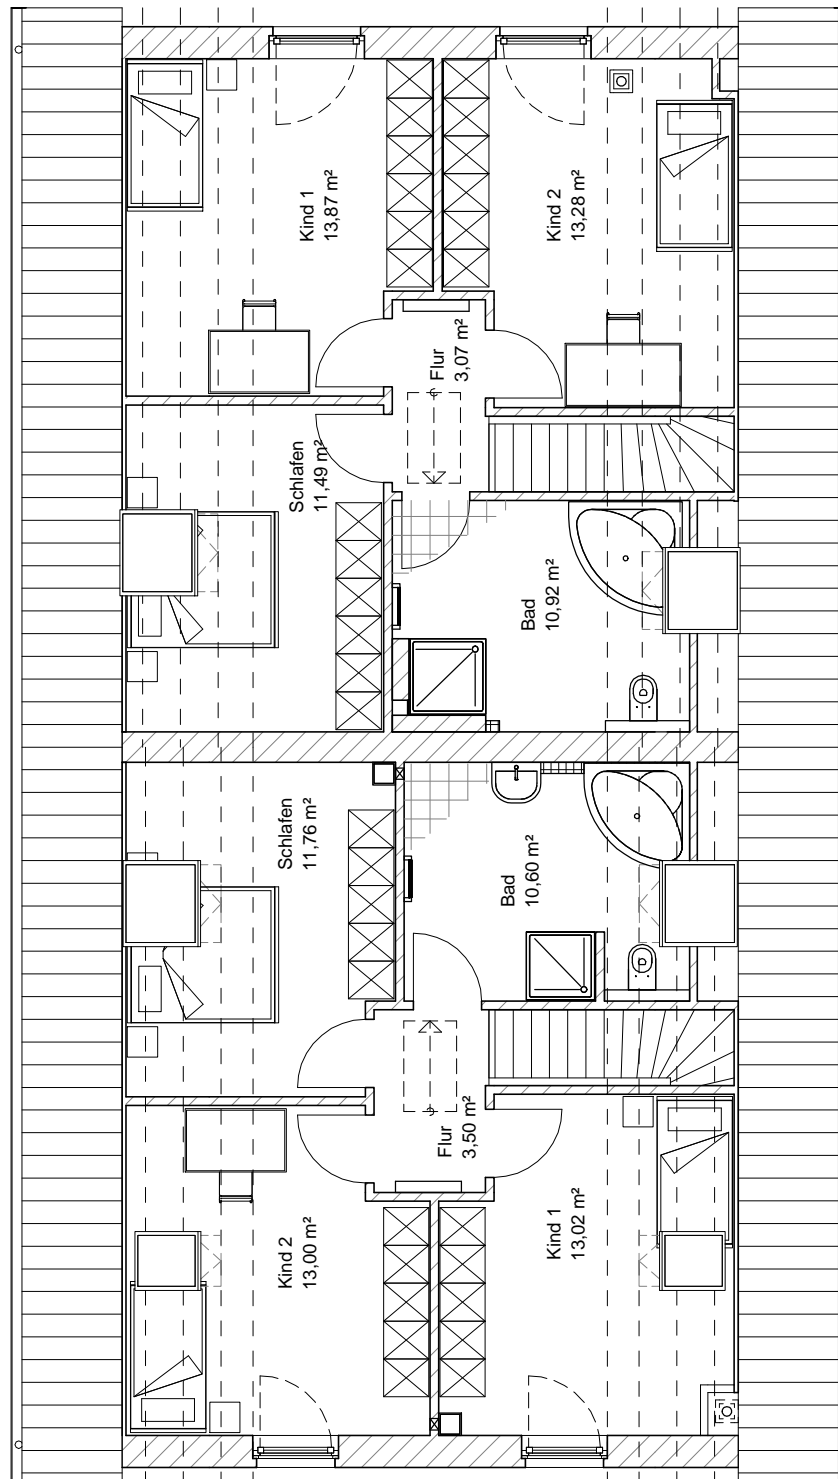 Kind 1
13,87 m²
Kind 2
13,28 m²
Flur
3,07 m²
Schlafen
11,49 m²
Bad
10,92 m²
Schlafen
11,76 m²
Bad
10,60 m²
Flur
3,50 m²
Kind 2
13,00 m²
Kind 1
13,02 m²